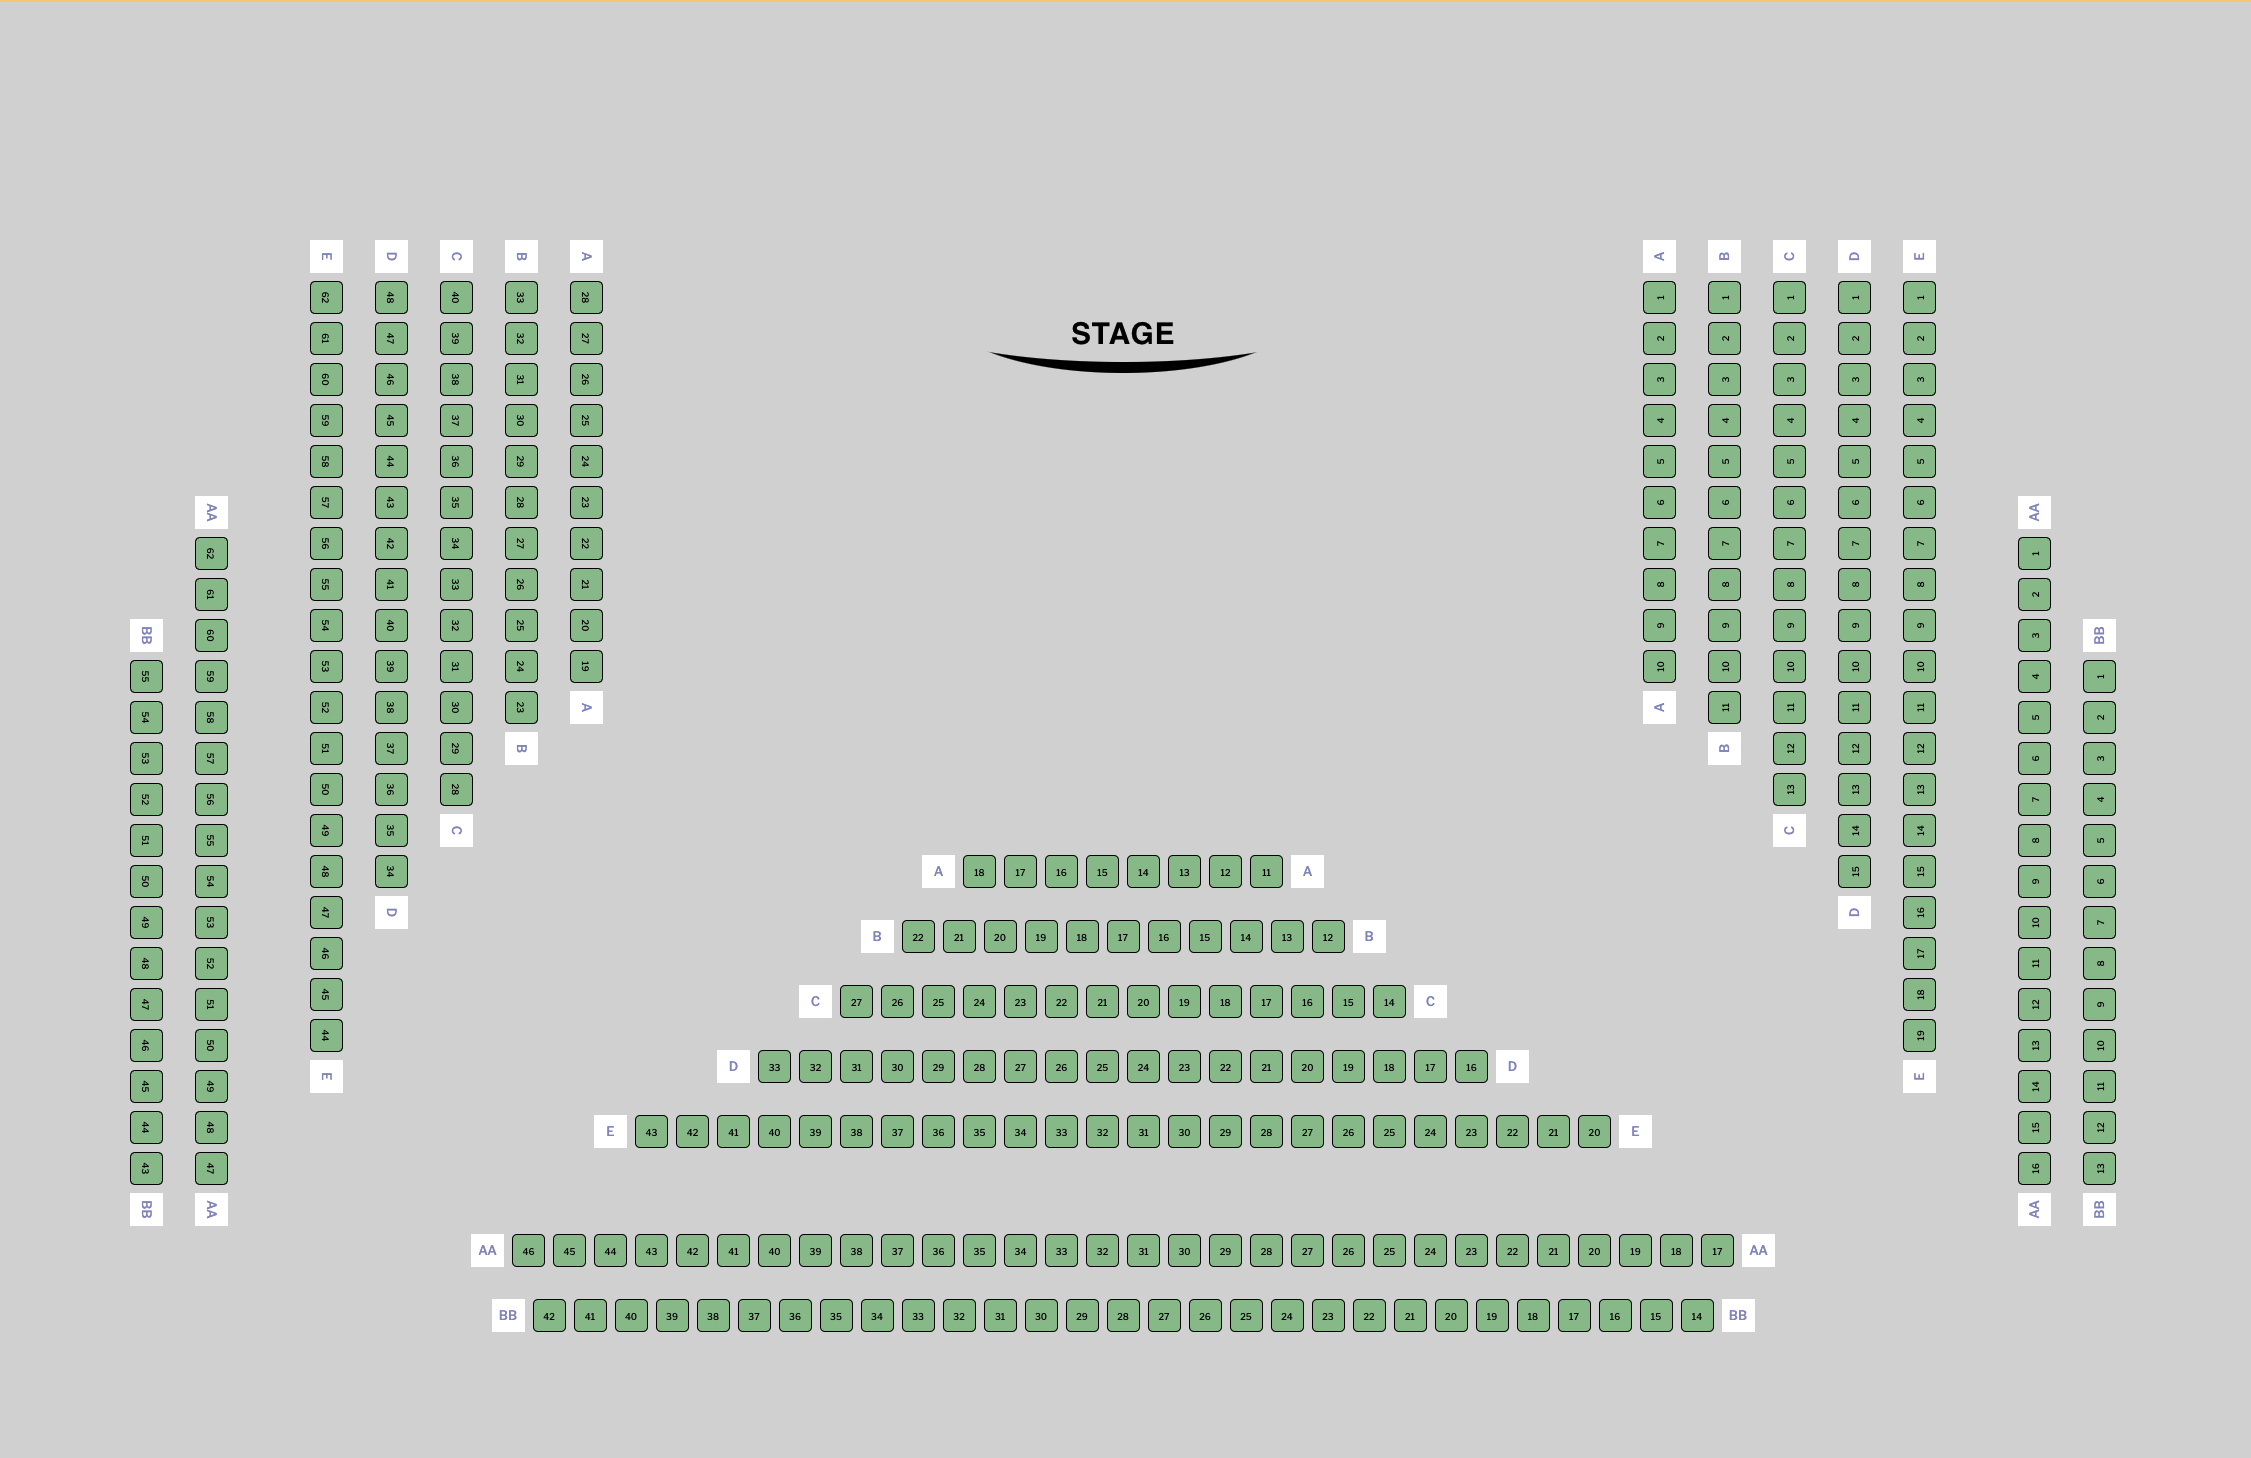 STAGE
E 62 61 60 59 58 57 56 55 54 53 52 51 50 49 48 47 46 45 44 E
D 48 47 46 45 44 43 42 41 40 39 38 37 36 35 34 D
C 40 39 38 37 36 35 34 33 32 31 30 29 28 C
B 33 32 31 30 29 28 27 26 25 24 23 B
A 28 27 26 25 24 23 22 21 20 19 A
A 1 2 3 4 5 6 7 8 9 10 A
B 1 2 3 4 5 6 7 8 9 10 11 B
C 1 2 3 4 5 6 7 8 9 10 11 12 13 C
D 1 2 3 4 5 6 7 8 9 10 11 12 13 14 15 D
E 1 2 3 4 5 6 7 8 9 10 11 12 13 14 15 16 17 18 19 E
BB 55 54 53 52 51 50 49 48 47 46 45 44 43 BB
AA 62 61 60 59 58 57 56 55 54 53 52 51 50 49 48 47 AA
AA 1 2 3 4 5 6 7 8 9 10 11 12 13 14 15 16 AA
BB 1 2 3 4 5 6 7 8 9 10 11 12 13 BB
A 18 17 16 15 14 13 12 11 A
B 22 21 20 19 18 17 16 15 14 13 12 B
C 27 26 25 24 23 22 21 20 19 18 17 16 15 14 C
D 33 32 31 30 29 28 27 26 25 24 23 22 21 20 19 18 17 16 D
E 43 42 41 40 39 38 37 36 35 34 33 32 31 30 29 28 27 26 25 24 23 22 21 20 E
AA 46 45 44 43 42 41 40 39 38 37 36 35 34 33 32 31 30 29 28 27 26 25 24 23 22 21 20 19 18 17 AA
BB 42 41 40 39 38 37 36 35 34 33 32 31 30 29 28 27 26 25 24 23 22 21 20 19 18 17 16 15 14 BB